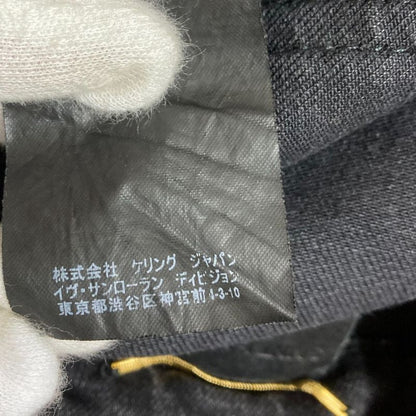 株式会社 ケリング ジャパン
イヴ・サンローラン ディビジョン
東京都渋谷区神宮前4-3-10